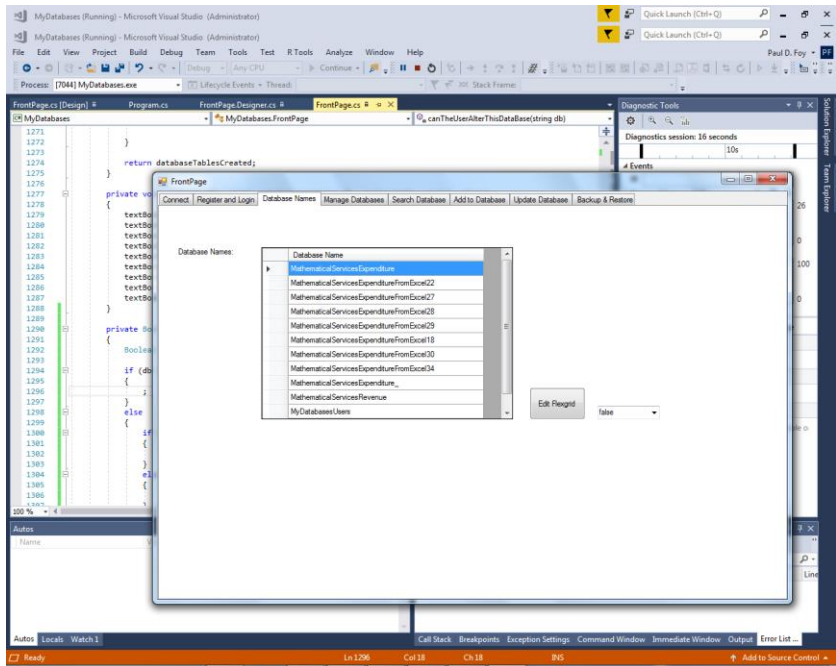 MyDatabases (Running) - Microsoft Visual Studio (Administrator)
Quick Launch (Ctrl+Q)
MyDatabases (Running) - Microsoft Visual Studio (Administrator)
Quick Launch (Ctrl+Q)
File Edit View Project Build Debug Team Tools Test R Tools Analyze Window Help
Paul D. Foy PF
Debug Any CPU Continue
Process: [7044] MyDatabases.exe Lifecycle Events Thread: Stack Frame:
FrontPage.cs [Design] Program.cs FrontPage.Designer.cs FrontPage.cs
Diagnostic Tools
Solution Explorer
Team Explorer
MyDatabases MyDatabases.FrontPage canTheUserAlterThisDataBase(string db)
Diagnostics session: 16 seconds
10s
Events
1271
1272 }
1273
1274 return databaseTablesCreated;
1275 }
1276
1277 private vo
1278 {
1279 textBo
1280 textBo
1281 textBo
1282 textBo
1283 textBo
1284 textBo
1285 textBo
1286 textBo
1287 textBo
1288 }
1289
1290 private Bo
1291 {
1292 Boolea
1293
1294 if (db
1295 {
1296 ;
1297 }
1298 else
1299 {
1300 if
1301 {
1302
1303 }
1304 el
1305 {
1306
26
0
100
0
FrontPage
Connect Register and Login Database Names Manage Databases Search Database Add to Database Update Database Backup & Restore
Database Names:
Database Name
MathematicalServicesExpenditure
MathematicalServicesExpenditureFromExcel22
MathematicalServicesExpenditureFromExcel27
MathematicalServicesExpenditureFromExcel28
MathematicalServicesExpenditureFromExcel29
MathematicalServicesExpenditureFromExcel18
MathematicalServicesExpenditureFromExcel30
MathematicalServicesExpenditureFromExcel34
MathematicalServicesExpenditure_
MathematicalServicesRevenue
MyDatabasesUsers
Edit Flexgrid
false
100 %
Autos
Name
Line
Autos Locals Watch 1
Call Stack Breakpoints Exception Settings Command Window Immediate Window Output Error List ...
Ready Ln 1296 Col 18 Ch 18 INS Add to Source Control